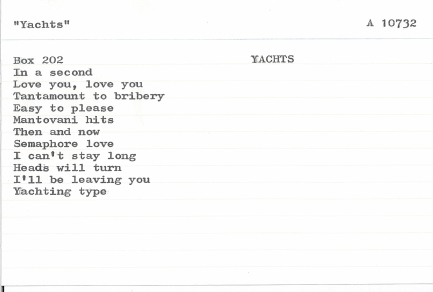 "Yachts" A 10732
Box 202 YACHTS
In a second
Love you, love you
Tantamount to bribery
Easy to please
Mantovani hits
Then and now
Semaphore love
I can't stay long
Heads will turn
I'll be leaving you
Yachting type